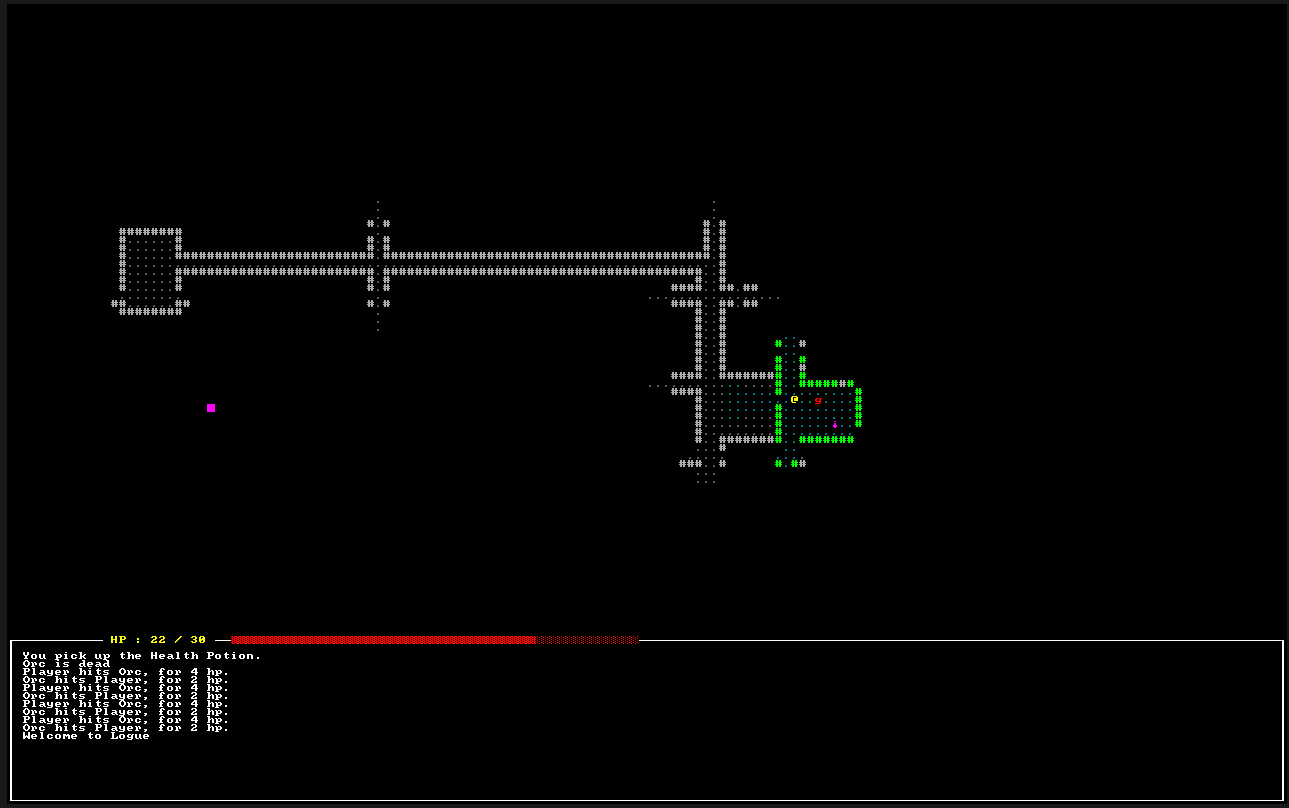 HP : 22 / 30
You pick up the Health Potion.
Orc is dead
Player hits Orc, for 4 hp.
Orc hits Player, for 2 hp.
Player hits Orc, for 4 hp.
Orc hits Player, for 2 hp.
Player hits Orc, for 4 hp.
Orc hits Player, for 2 hp.
Player hits Orc, for 4 hp.
Orc hits Player, for 2 hp.
Welcome to Logue